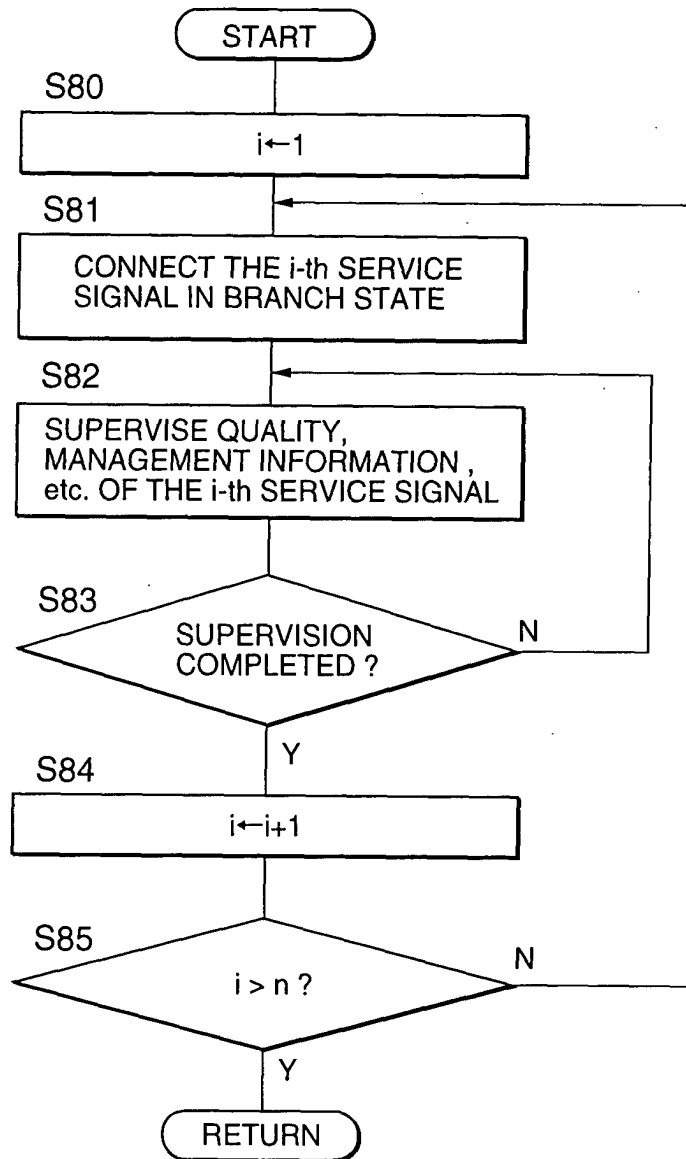 START
S80
i←1
S81
CONNECT THE i-th SERVICE
SIGNAL IN BRANCH STATE
S82
SUPERVISE QUALITY,
MANAGEMENT INFORMATION ,
etc. OF THE i-th SERVICE SIGNAL
S83
SUPERVISION
COMPLETED ?
N
Y
S84
i←i+1
S85
i > n ?
N
Y
RETURN